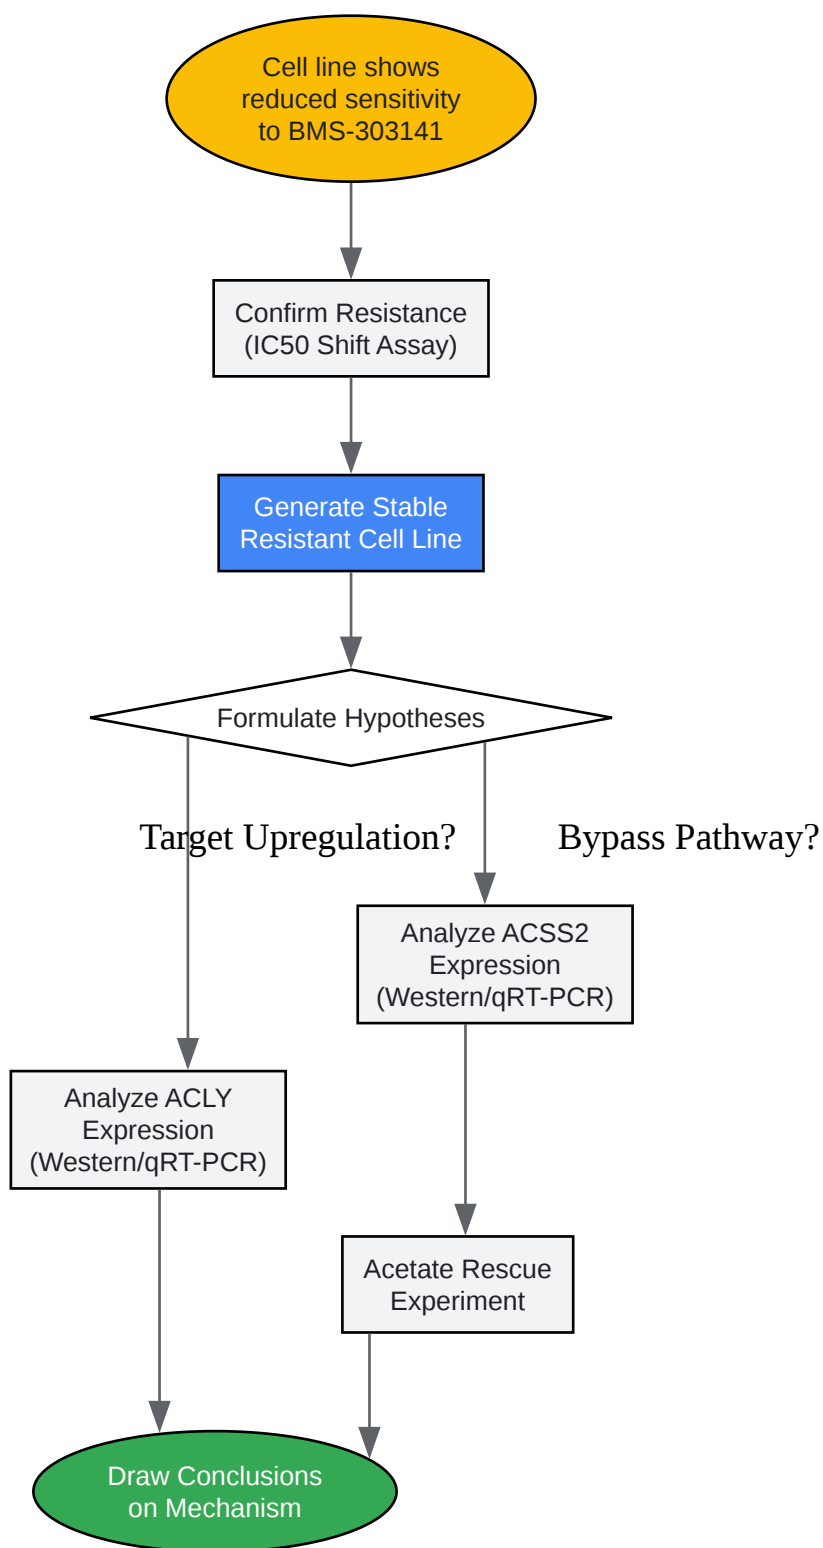 Cell line shows
reduced sensitivity
to BMS-303141
Confirm Resistance
(IC50 Shift Assay)
Generate Stable
Resistant Cell Line
Formulate Hypotheses
Target Upregulation?
Bypass Pathway?
Analyze ACSS2
Expression
(Western/qRT-PCR)
Analyze ACLY
Expression
(Western/qRT-PCR)
Acetate Rescue
Experiment
Draw Conclusions
on Mechanism